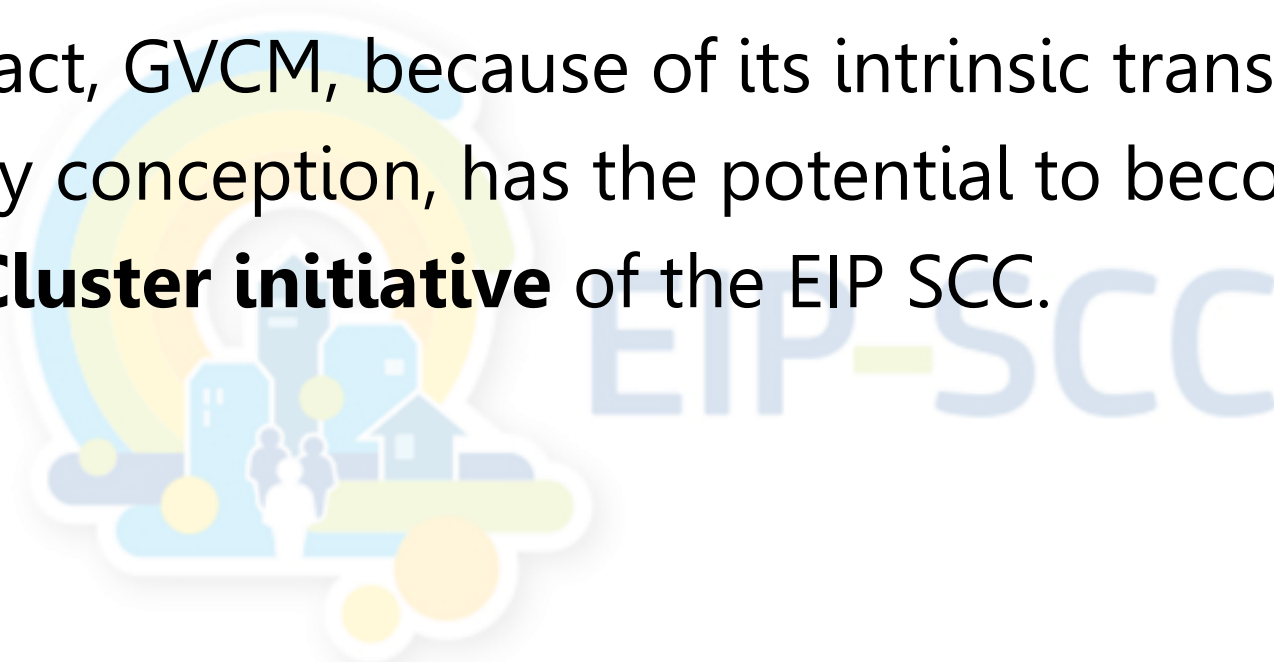 act, GVCM, because of its intrinsic trans
y conception, has the potential to beco
Cluster initiative of the EIP SCC.
EIP-SCC